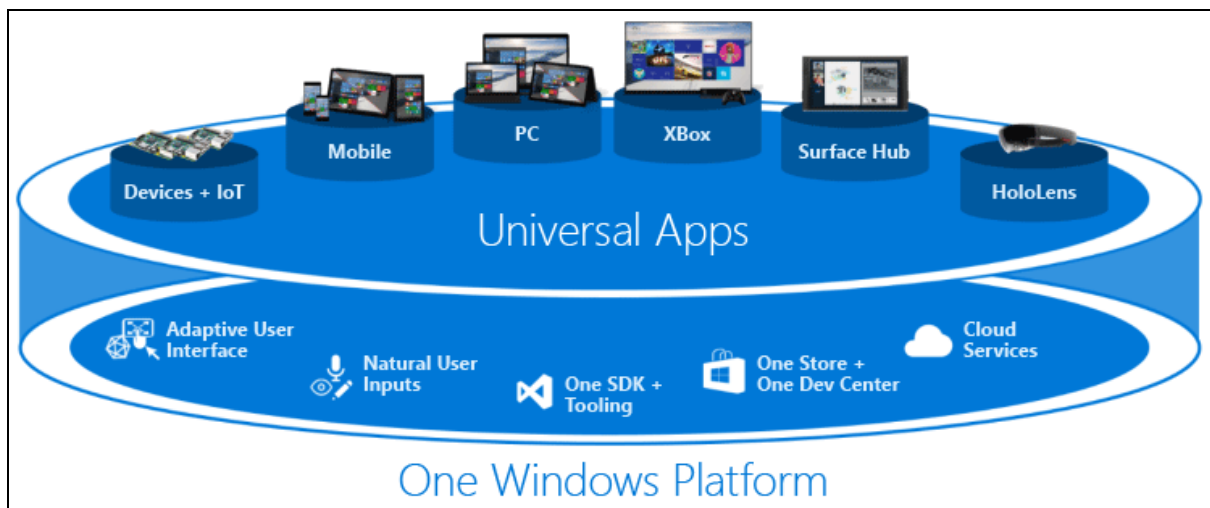 Devices + IoT
Mobile
PC
XBox
Surface Hub
HoloLens
Universal Apps
Adaptive User
Interface
Natural User
Inputs
One SDK +
Tooling
One Store +
One Dev Center
Cloud
Services
One Windows Platform